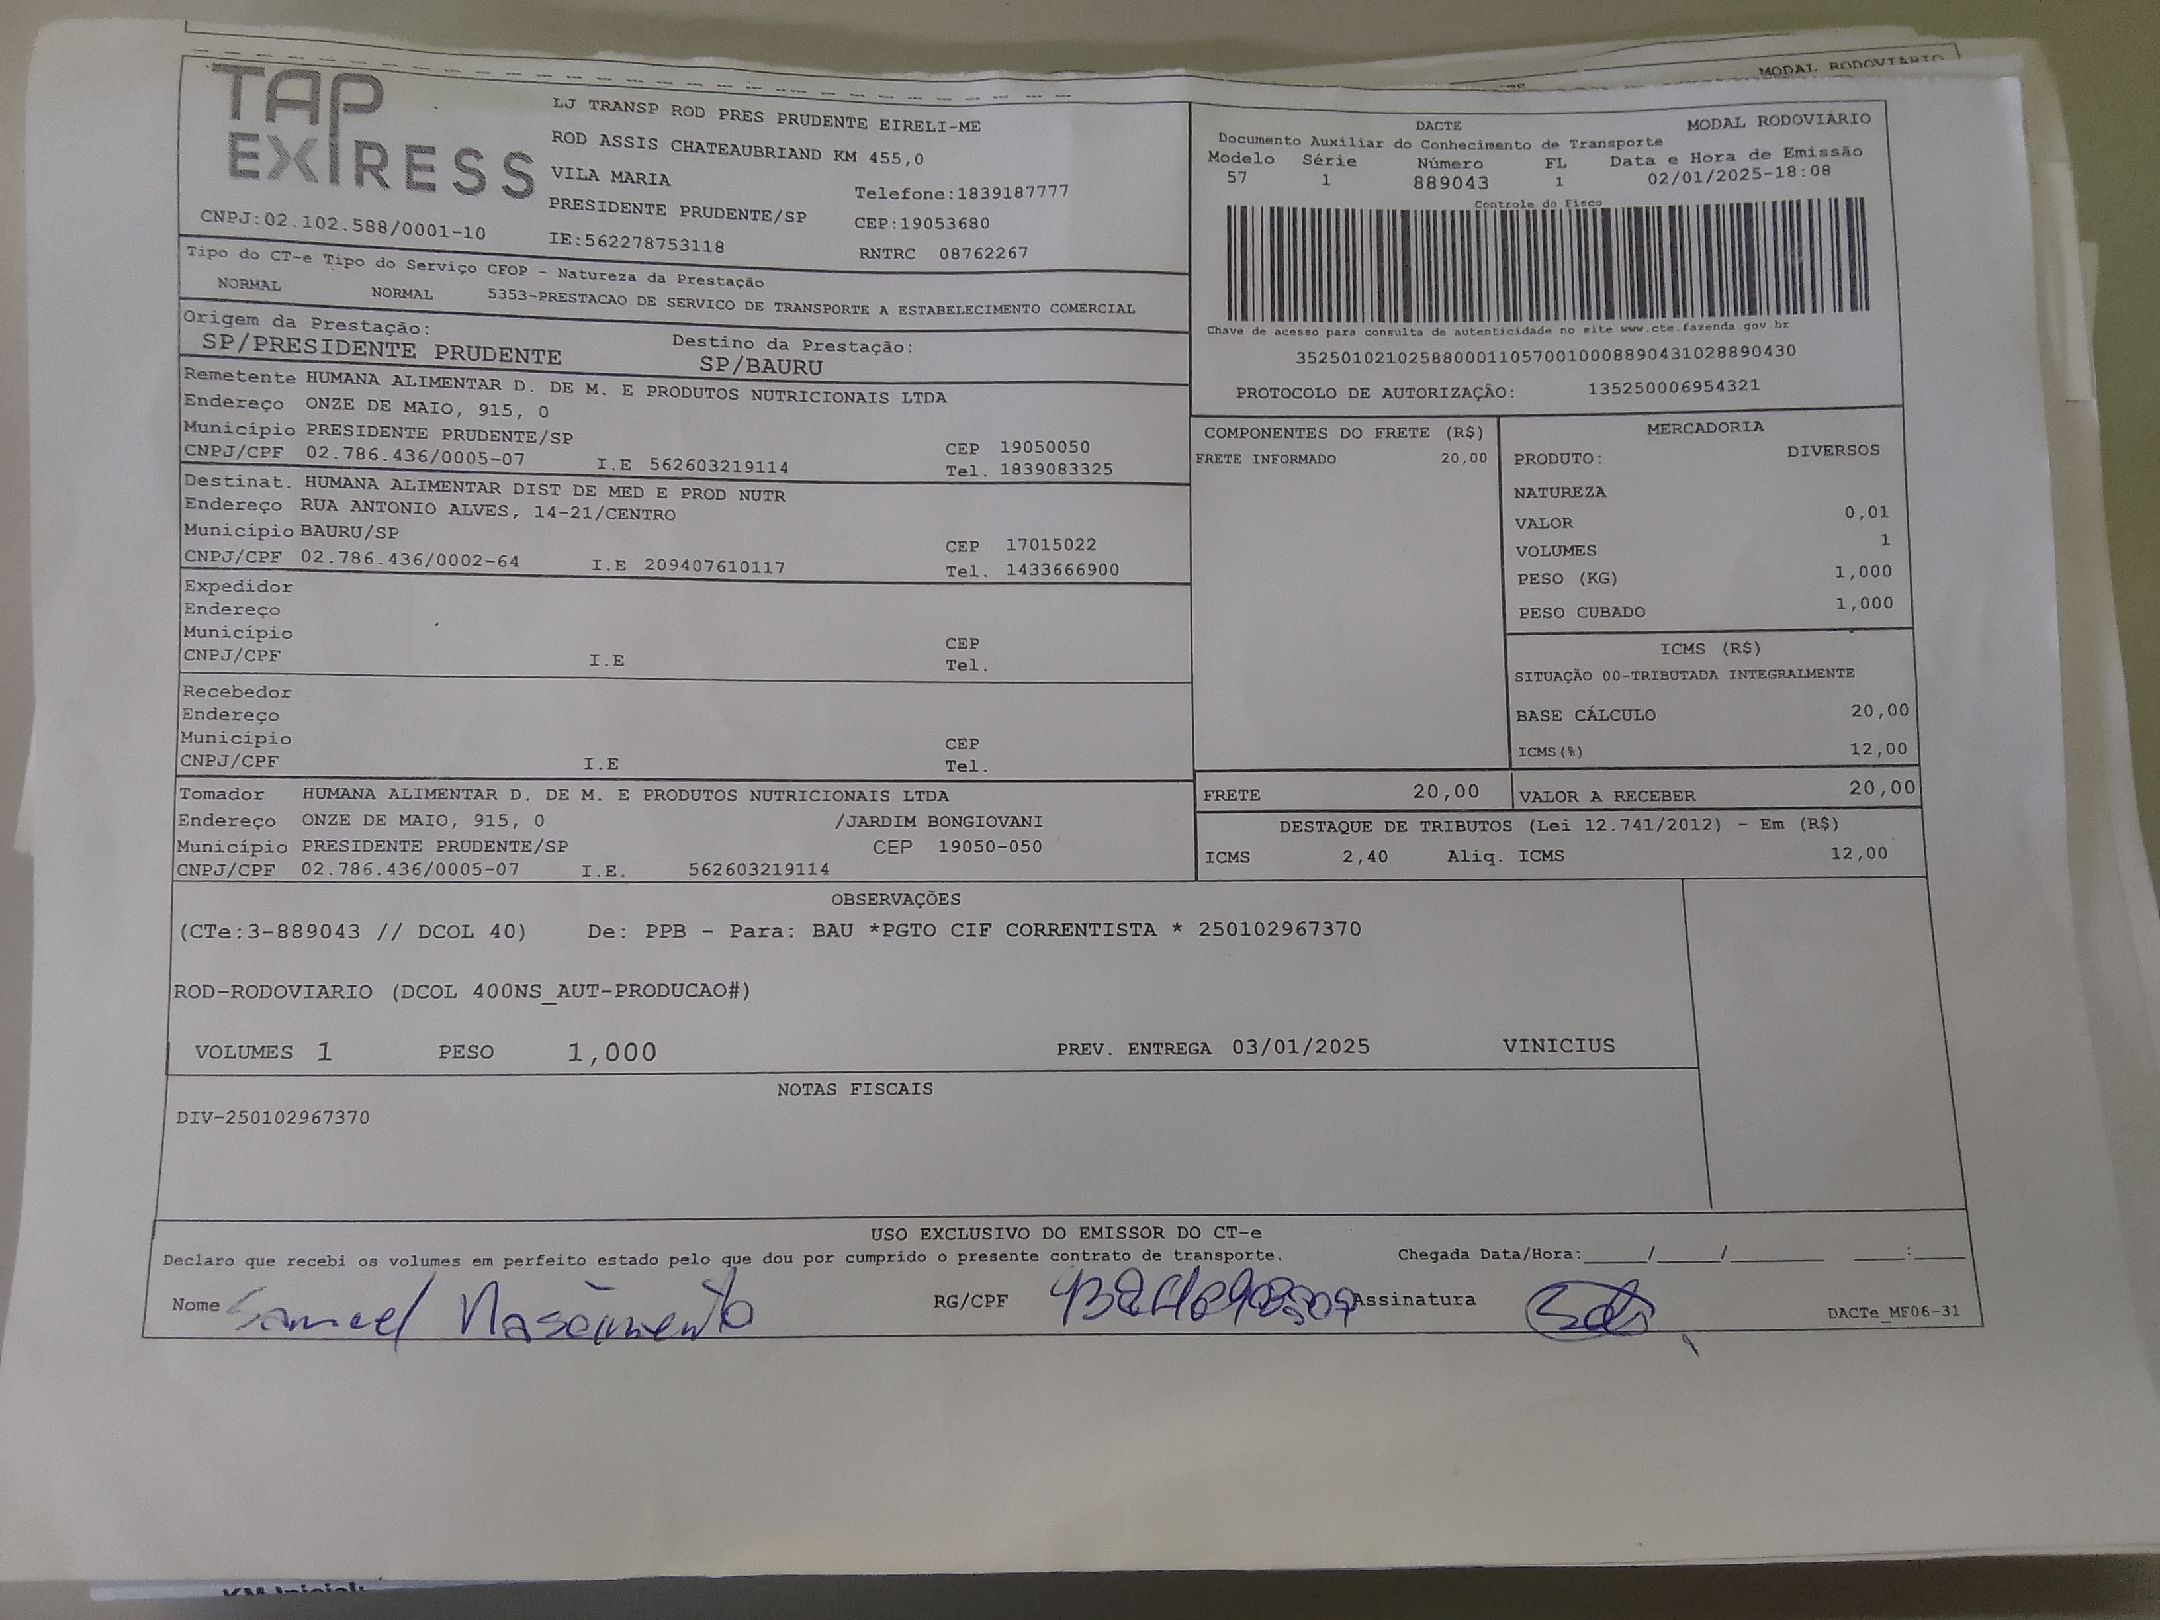 MODAL RODOVIÁRIO
TAP
EXPRESS
CNPJ:02.102.588/0001-10
LJ TRANSP ROD PRES PRUDENTE EIRELI-ME
ROD ASSIS CHATEAUBRIAND KM 455,0
VILA MARIA
Telefone:1839187777
PRESIDENTE PRUDENTE/SP
CEP:19053680
IE:562278753118
RNTRC 08762267
DACTE
MODAL RODOVIÁRIO
Documento Auxiliar do Conhecimento de Transporte
Modelo Série Número FL Data e Hora de Emissão
57 1 889043 1 02/01/2025-18:08
Controle do Fisco
Chave de acesso para consulta de autenticidade no site www.cte.fazenda.gov.br
35250102102588000110570010008890431028890430
PROTOCOLO DE AUTORIZAÇÃO: 135250006954321
Tipo do CT-e Tipo do Serviço CFOP - Natureza da Prestação
NORMAL NORMAL 5353-PRESTACAO DE SERVICO DE TRANSPORTE A ESTABELECIMENTO COMERCIAL
Origem da Prestação: Destino da Prestação:
SP/PRESIDENTE PRUDENTE SP/BAURU
Remetente HUMANA ALIMENTAR D. DE M. E PRODUTOS NUTRICIONAIS LTDA
Endereço ONZE DE MAIO, 915, 0
Município PRESIDENTE PRUDENTE/SP CEP 19050050
CNPJ/CPF 02.786.436/0005-07 I.E 562603219114 Tel. 1839083325
Destinat. HUMANA ALIMENTAR DIST DE MED E PROD NUTR
Endereço RUA ANTONIO ALVES, 14-21/CENTRO
Município BAURU/SP CEP 17015022
CNPJ/CPF 02.786.436/0002-64 I.E 209407610117 Tel. 1433666900
Expedidor
Endereço
Município CEP
CNPJ/CPF I.E Tel.
Recebedor
Endereço
Município CEP
CNPJ/CPF I.E Tel.
Tomador HUMANA ALIMENTAR D. DE M. E PRODUTOS NUTRICIONAIS LTDA
Endereço ONZE DE MAIO, 915, 0 /JARDIM BONGIOVANI
Município PRESIDENTE PRUDENTE/SP CEP 19050-050
CNPJ/CPF 02.786.436/0005-07 I.E. 562603219114
COMPONENTES DO FRETE (R$)
FRETE INFORMADO 20,00
MERCADORIA
PRODUTO: DIVERSOS
NATUREZA
VALOR 0,01
VOLUMES 1
PESO (KG) 1,000
PESO CUBADO 1,000
ICMS (R$)
SITUAÇÃO 00-TRIBUTADA INTEGRALMENTE
BASE CÁLCULO 20,00
ICMS(%) 12,00
FRETE 20,00 VALOR A RECEBER 20,00
DESTAQUE DE TRIBUTOS (Lei 12.741/2012) - Em (R$)
ICMS 2,40 Aliq. ICMS 12,00
OBSERVAÇÕES
(CTe:3-889043 // DCOL 40) De: PPB - Para: BAU *PGTO CIF CORRENTISTA * 250102967370
ROD-RODOVIARIO (DCOL 400NS_AUT-PRODUCAO#)
VOLUMES 1 PESO 1,000 PREV. ENTREGA 03/01/2025 VINICIUS
NOTAS FISCAIS
DIV-250102967370
USO EXCLUSIVO DO EMISSOR DO CT-e
Declaro que recebi os volumes em perfeito estado pelo que dou por cumprido o presente contrato de transporte. Chegada Data/Hora:____/____/______ ___:___
Nome Samuel Nascimento RG/CPF Assinatura DACTe_MF06-31
KM Inicial: